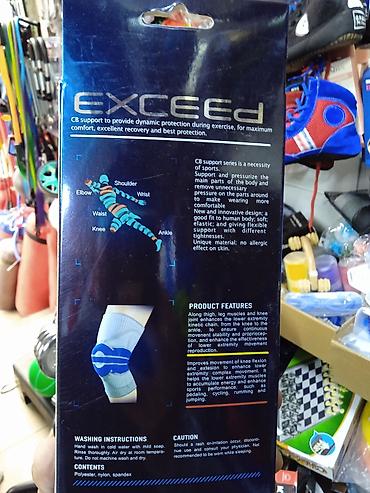 EXCEED
CB support to provide dynamic protection during exercise, for maximum
comfort, excellent recovery and best protection.
CB support series is a necessity
of sports.
Support and pressurize the
main parts of the body and
remove unnecessary
pressure on the parts around
to make wearing more
comfortable
New and innovative design; a
good fit to human body; soft,
elastic; and giving flexible
support with different
tightnesses.
Unique material; no allergic
effect on skin.
Shoulder
Elbow
Wrist
Waist
Knee
Ankle
PRODUCT FEATURES
Along thigh, leg muscles and knee
joint enhances the lower extremity
kinetic chain, from the knee to the
ankle, to ensure continuous
movement stability and proprioception, and enhance the effectiveness
of lower extremity movement
reproduction.
Improves movement of knee flexion
and extesion to enhance lower
extremity complex movement. It
helps the lower extremity muscles
to accumulate energy and enhance
sports performance, such as
pedaling, cycling, running and
jumping.
WASHING INSTRUCTIONS
Hand wash in cold water with mild soap.
Rinse thoroughly. Air dry at room tempera-
ture. Do not machine wash and dry.
CONTENTS
Polyester, nylon, spandex
CAUTION
Should a rash or irritation occur, disconti-
nue use and consult your physician. Not
recommended to be worn while sleeping.